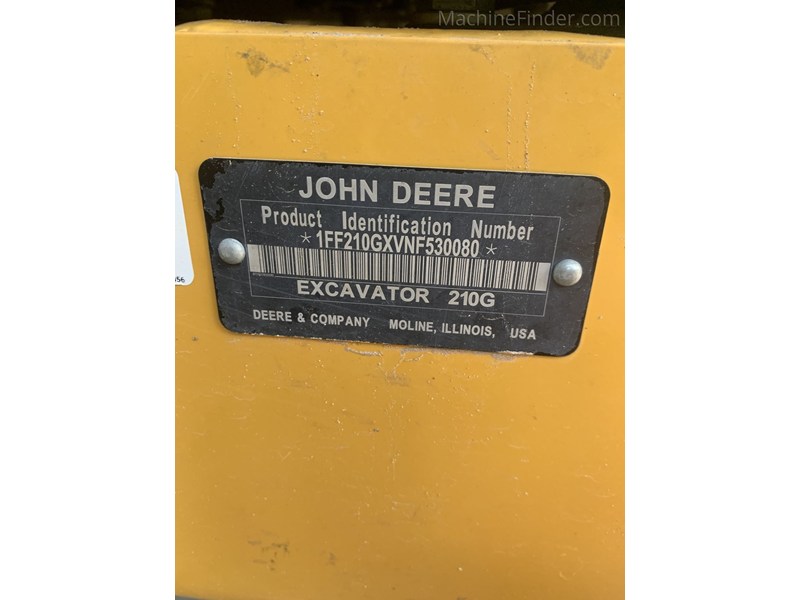 MachineFinder.com
JOHN DEERE
Product Identification Number
*1FF210GXVNF530080*
EXCAVATOR 210G
DEERE & COMPANY MOLINE, ILLINOIS, USA